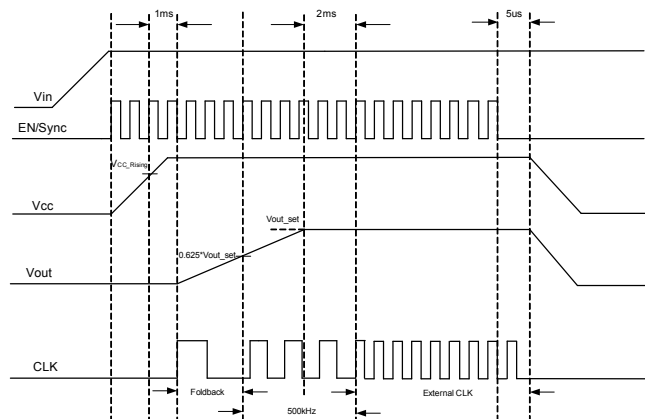 1ms
2ms
5us
Vin
EN/Sync
VCC_Rising
Vcc
Vout_set
0.625*Vout_set
Vout
CLK
Foldback
External CLK
500kHz